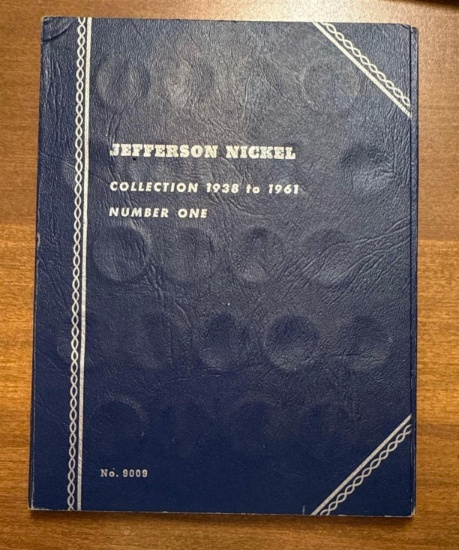 JEFFERSON NICKEL
COLLECTION 1938 to 1961
NUMBER ONE
No. 9009